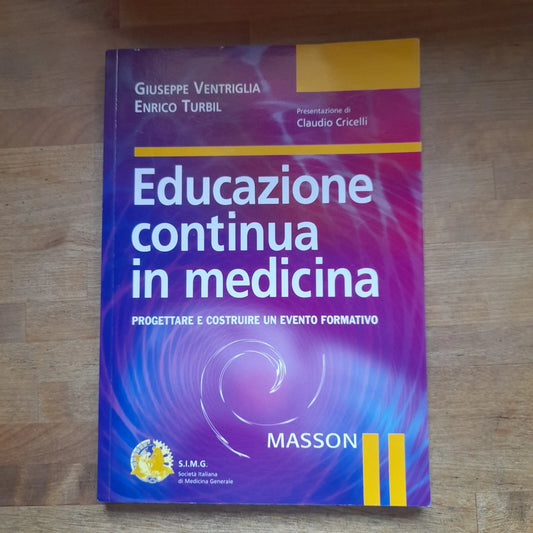 GIUSEPPE VENTRIGLIA
ENRICO TURBIL
Presentazione di
Claudio Cricelli
Educazione
continua
in medicina
PROGETTARE E COSTRUIRE UN EVENTO FORMATIVO
MASSON
S.I.M.G.
Società Italiana
di Medicina Generale